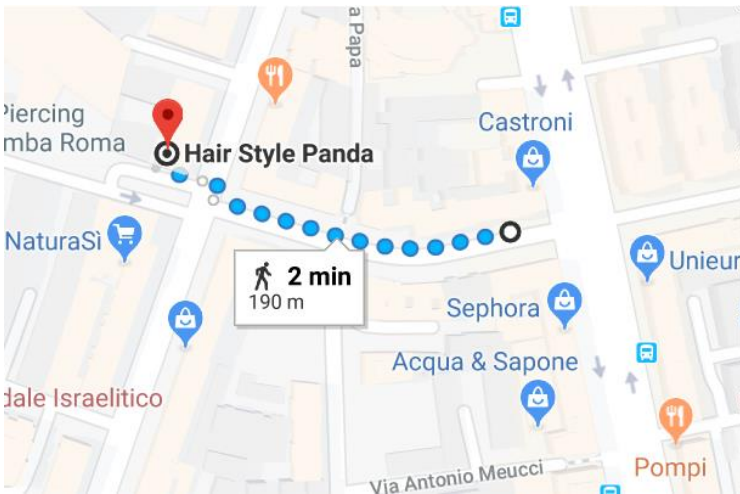 a Papa
Piercing
mba Roma
Castroni
Hair Style Panda
NaturaSì
Unieur
2 min
190 m
Sephora
Acqua & Sapone
dale Israelitico
Via Antonio Meucci
Pompi